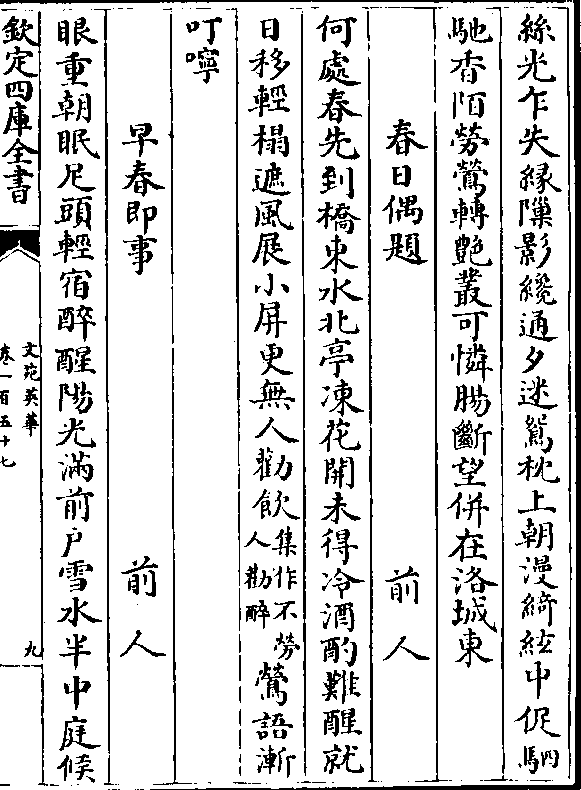 絲光乍失縁隟影纔通夕迷鴛枕上朝漫綺絃中促駟
馳香陌勞鶯轉艶叢可憐腸斷望併在洛城東
春日偶題 前人
何處春先到橋東水北亭凍花開未得冷酒酌難醒就
日移輕榻遮風展小屏更無人勸飲集作不勞人勸醉鶯語漸
叮嚀
早春即事 前人
眼重朝眠足頭輕宿醉醒陽光滿前戶雪水半中庭候
欽定四庫全書
文苑英華
卷一百五十七
九